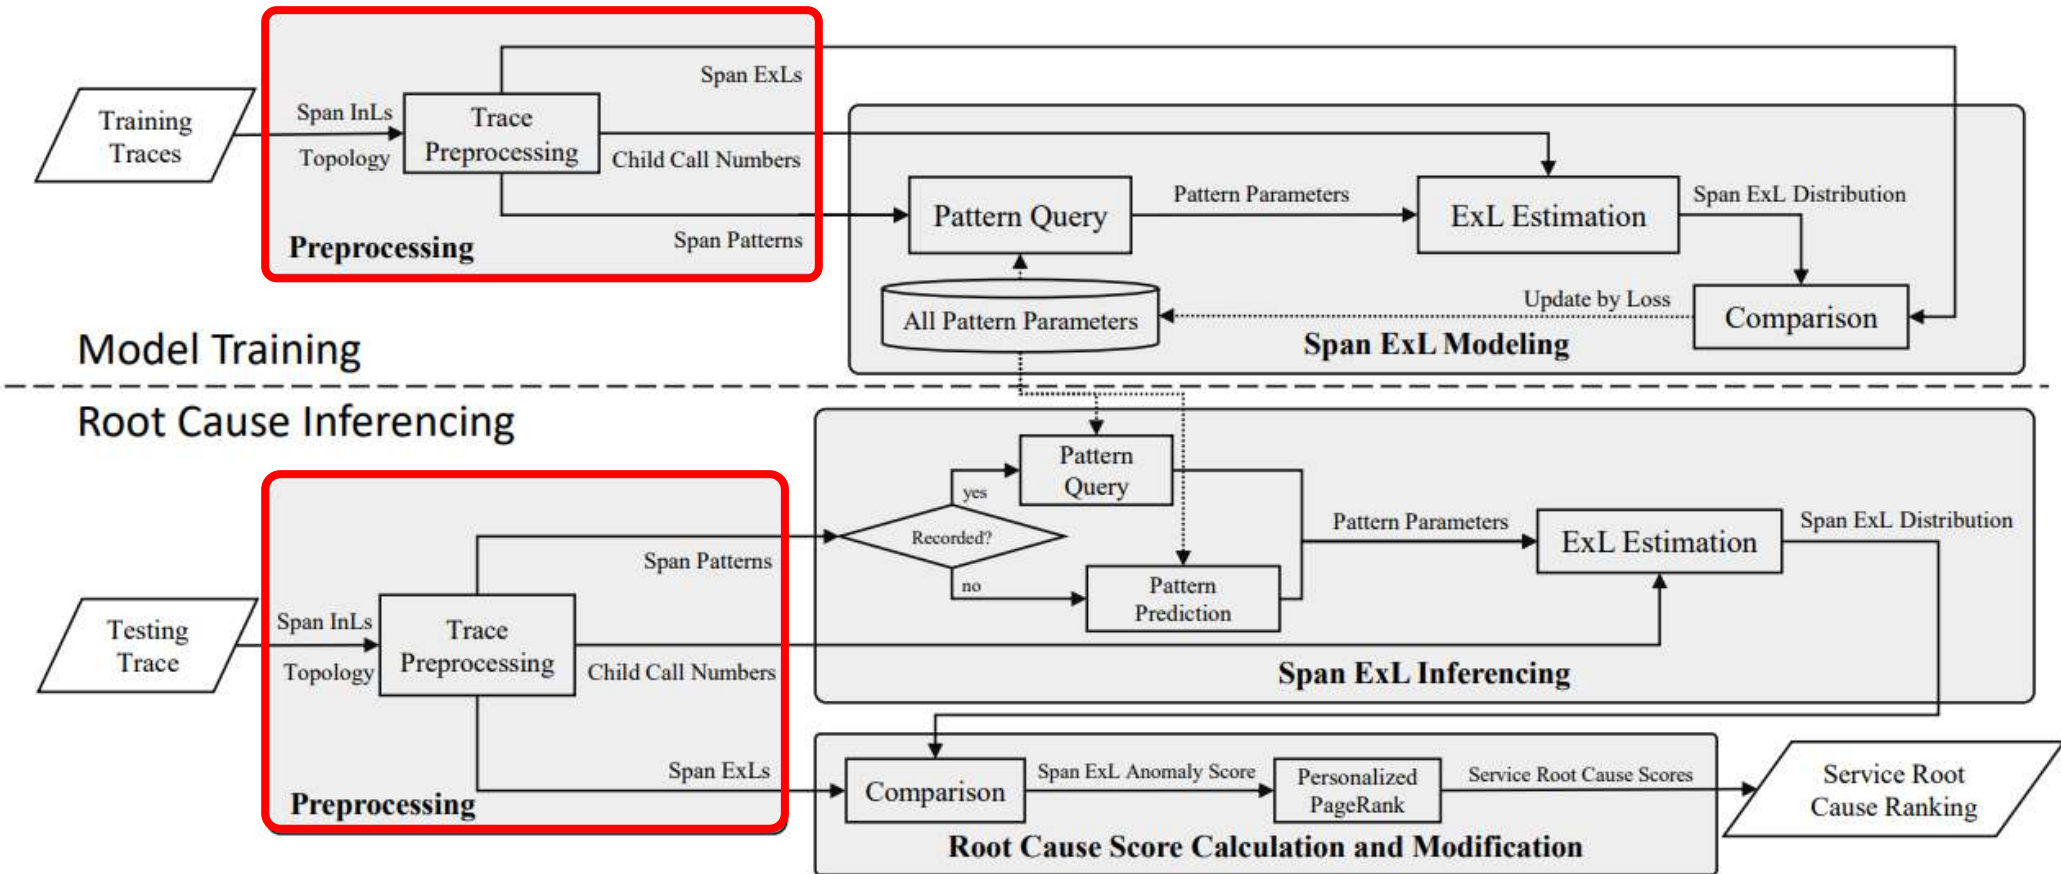 Span ExLs
Training
Traces
Span InLs
Topology
Trace
Preprocessing
Child Call Numbers
Span Patterns
Preprocessing
Pattern Query
Pattern Parameters
ExL Estimation
Span ExL Distribution
All Pattern Parameters
Update by Loss
Comparison
Span ExL Modeling
Model Training
Root Cause Inferencing
Pattern
Query
yes
Recorded?
no
Pattern
Prediction
Pattern Parameters
ExL Estimation
Span ExL Distribution
Span Patterns
Testing
Trace
Span InLs
Topology
Trace
Preprocessing
Child Call Numbers
Span ExL Inferencing
Span ExLs
Preprocessing
Comparison
Span ExL Anomaly Score
Personalized
PageRank
Service Root Cause Scores
Service Root
Cause Ranking
Root Cause Score Calculation and Modification